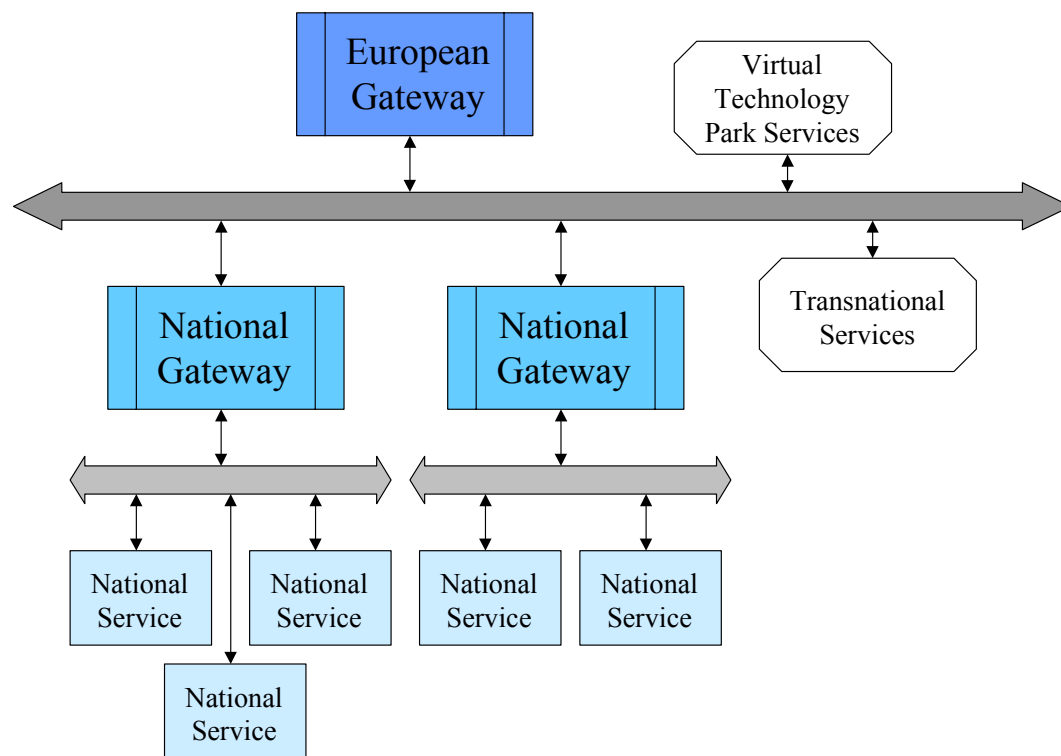 European
Gateway
Virtual
Technology
Park Services
National
Gateway
National
Gateway
Transnational
Services
National
Service
National
Service
National
Service
National
Service
National
Service